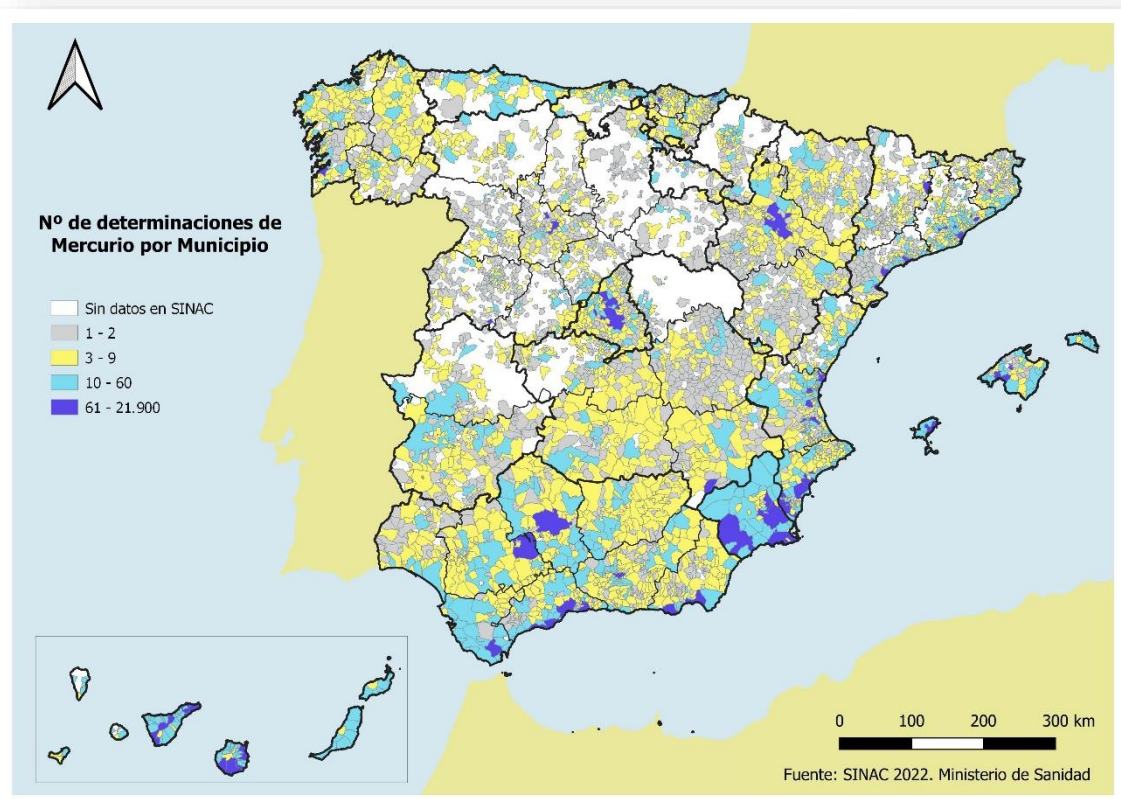 Nº de determinaciones de
Mercurio por Municipio
Sin datos en SINAC
1 - 2
3 - 9
10 - 60
61 - 21.900
0 100 200 300 km
Fuente: SINAC 2022. Ministerio de Sanidad